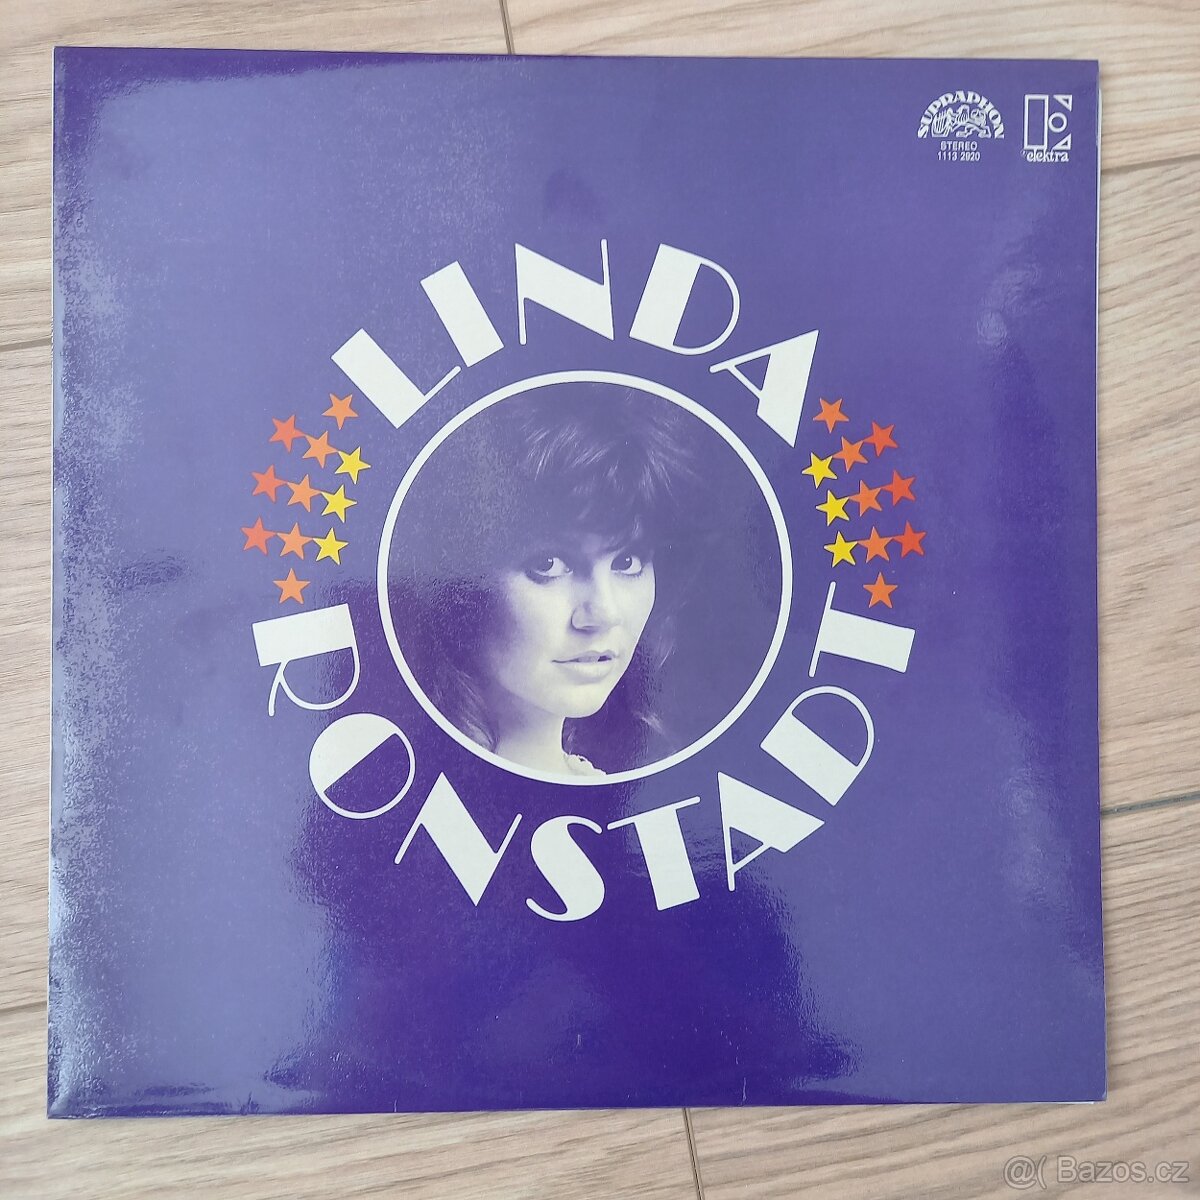 SUPRAPHON
STEREO
1113 2920
elektra
LINDA
RONSTADT
@( Bazos.cz